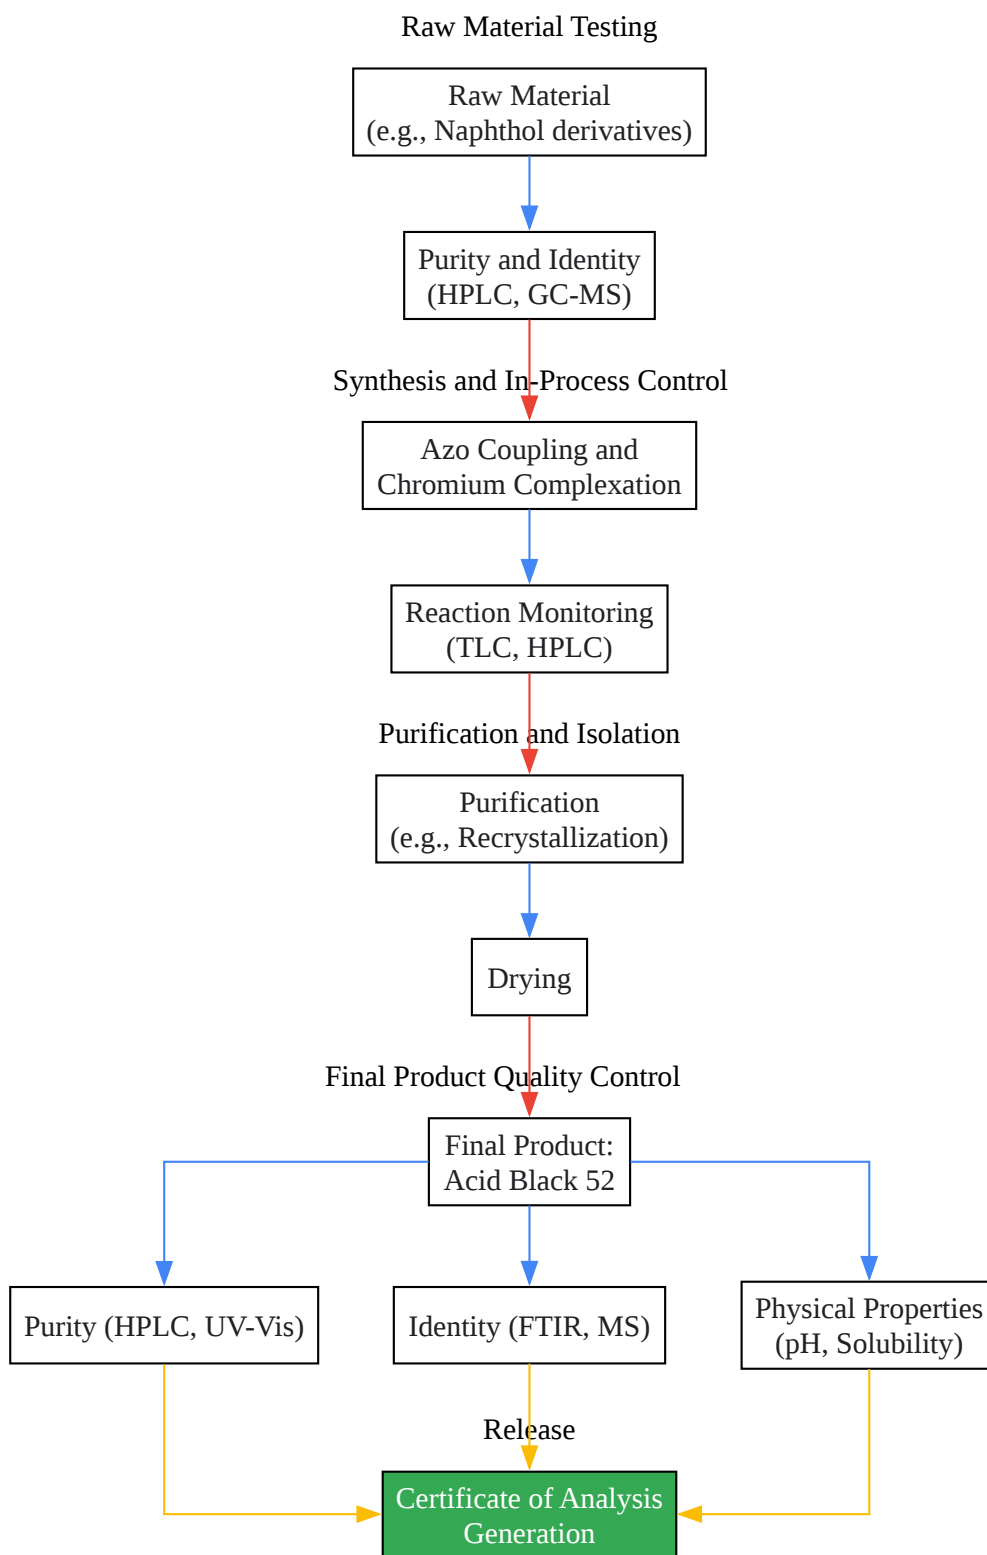 Raw Material Testing
Raw Material
(e.g., Naphthol derivatives)
Purity and Identity
(HPLC, GC-MS)
Synthesis and In-Process Control
Azo Coupling and
Chromium Complexation
Reaction Monitoring
(TLC, HPLC)
Purification and Isolation
Purification
(e.g., Recrystallization)
Drying
Final Product Quality Control
Final Product:
Acid Black 52
Purity (HPLC, UV-Vis)
Identity (FTIR, MS)
Physical Properties
(pH, Solubility)
Release
Certificate of Analysis
Generation